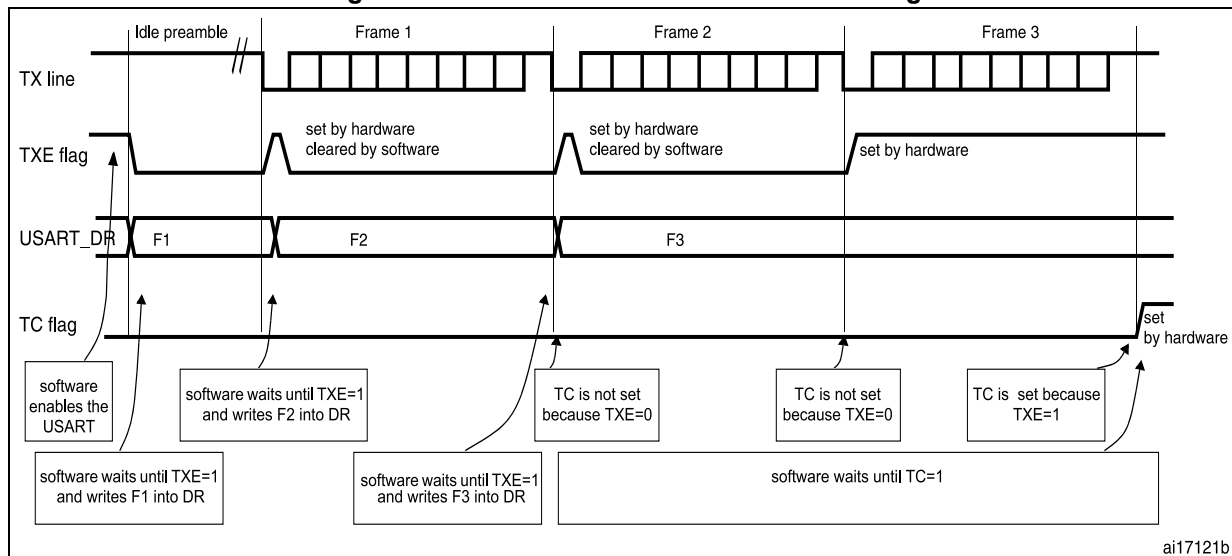 Idle preamble
Frame 1
Frame 2
Frame 3
TX line
set by hardware
cleared by software
set by hardware
cleared by software
TXE flag
set by hardware
USART_DR
F1
F2
F3
TC flag
set
by hardware
software
enables the
USART
software waits until TXE=1
and writes F2 into DR
TC is not set
because TXE=0
TC is not set
because TXE=0
TC is set because
TXE=1
software waits until TXE=1
and writes F1 into DR
software waits until TXE=1
and writes F3 into DR
software waits until TC=1
ai17121b